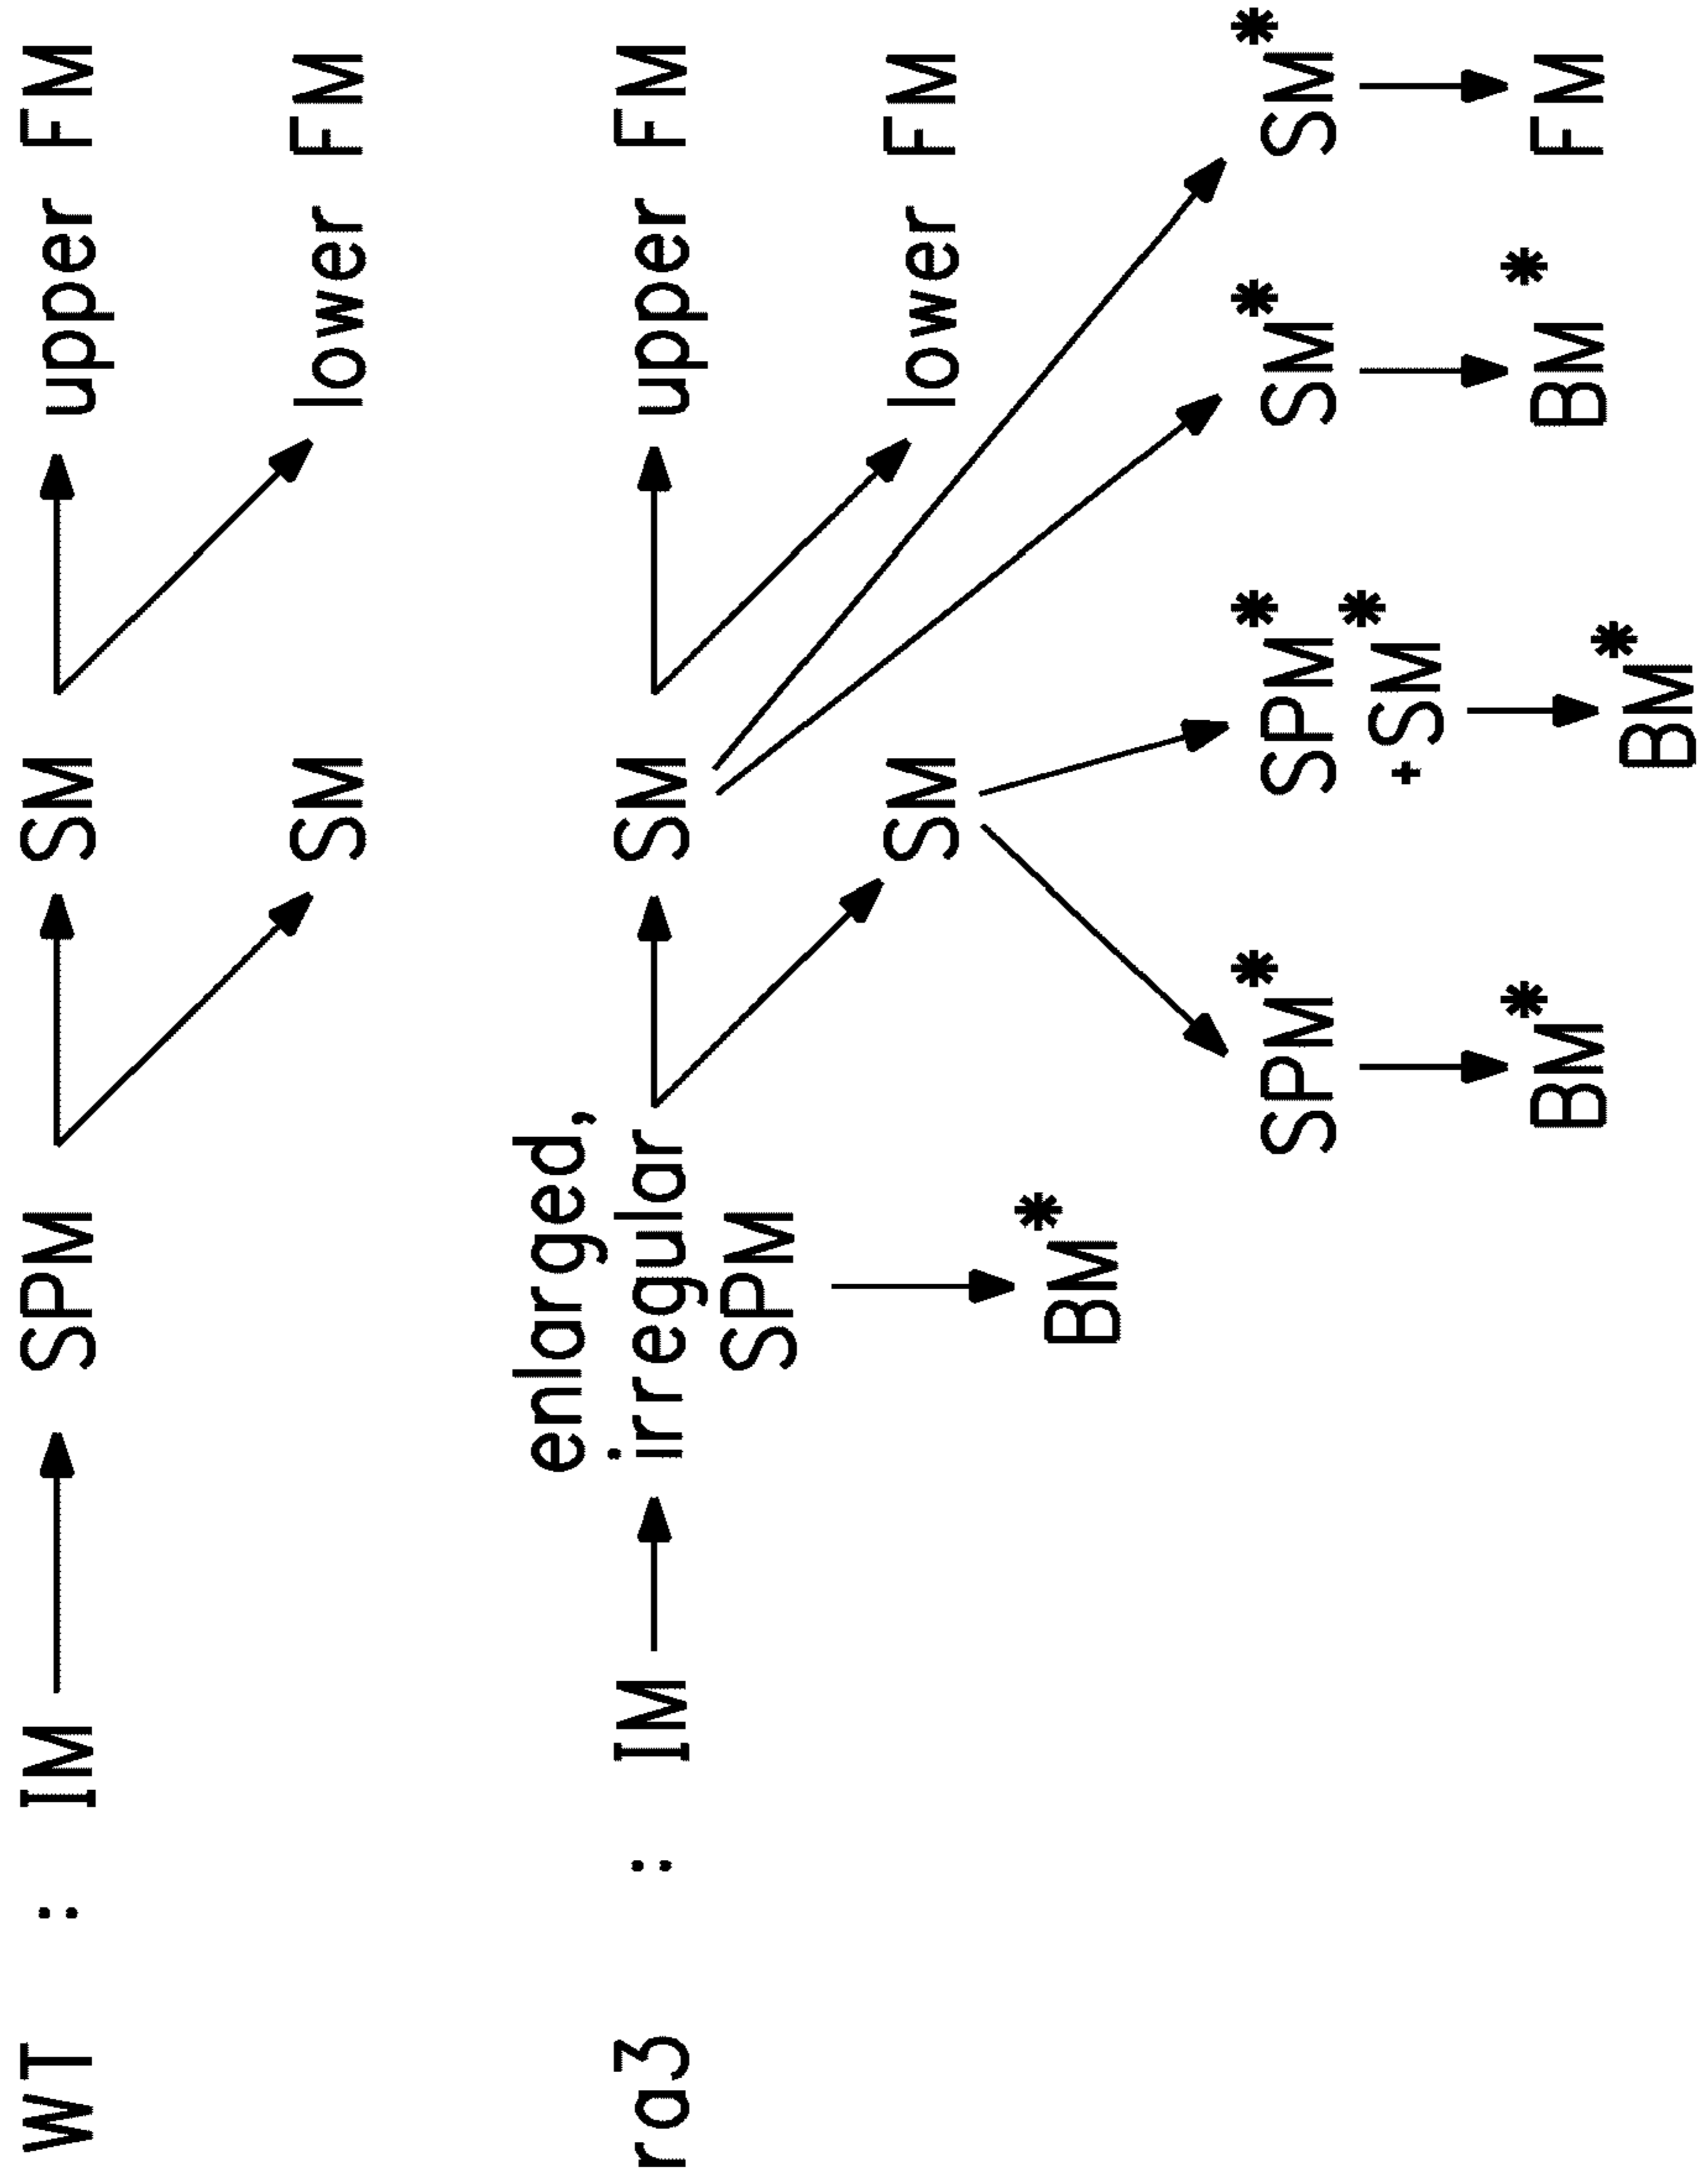 WT : IM SPM SM upper FM
SM lower FM
enlarged,
ra3 : IM irregular SM upper FM
SPM
SM lower FM
BM*
SPM* SPM* SM* SM*
+SM*
BM* BM* FM
BM*